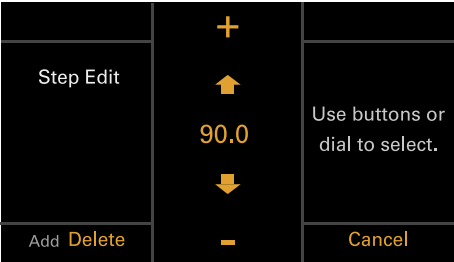 +
Step Edit
90.0
Use buttons or
dial to select.
-
Add Delete
Cancel